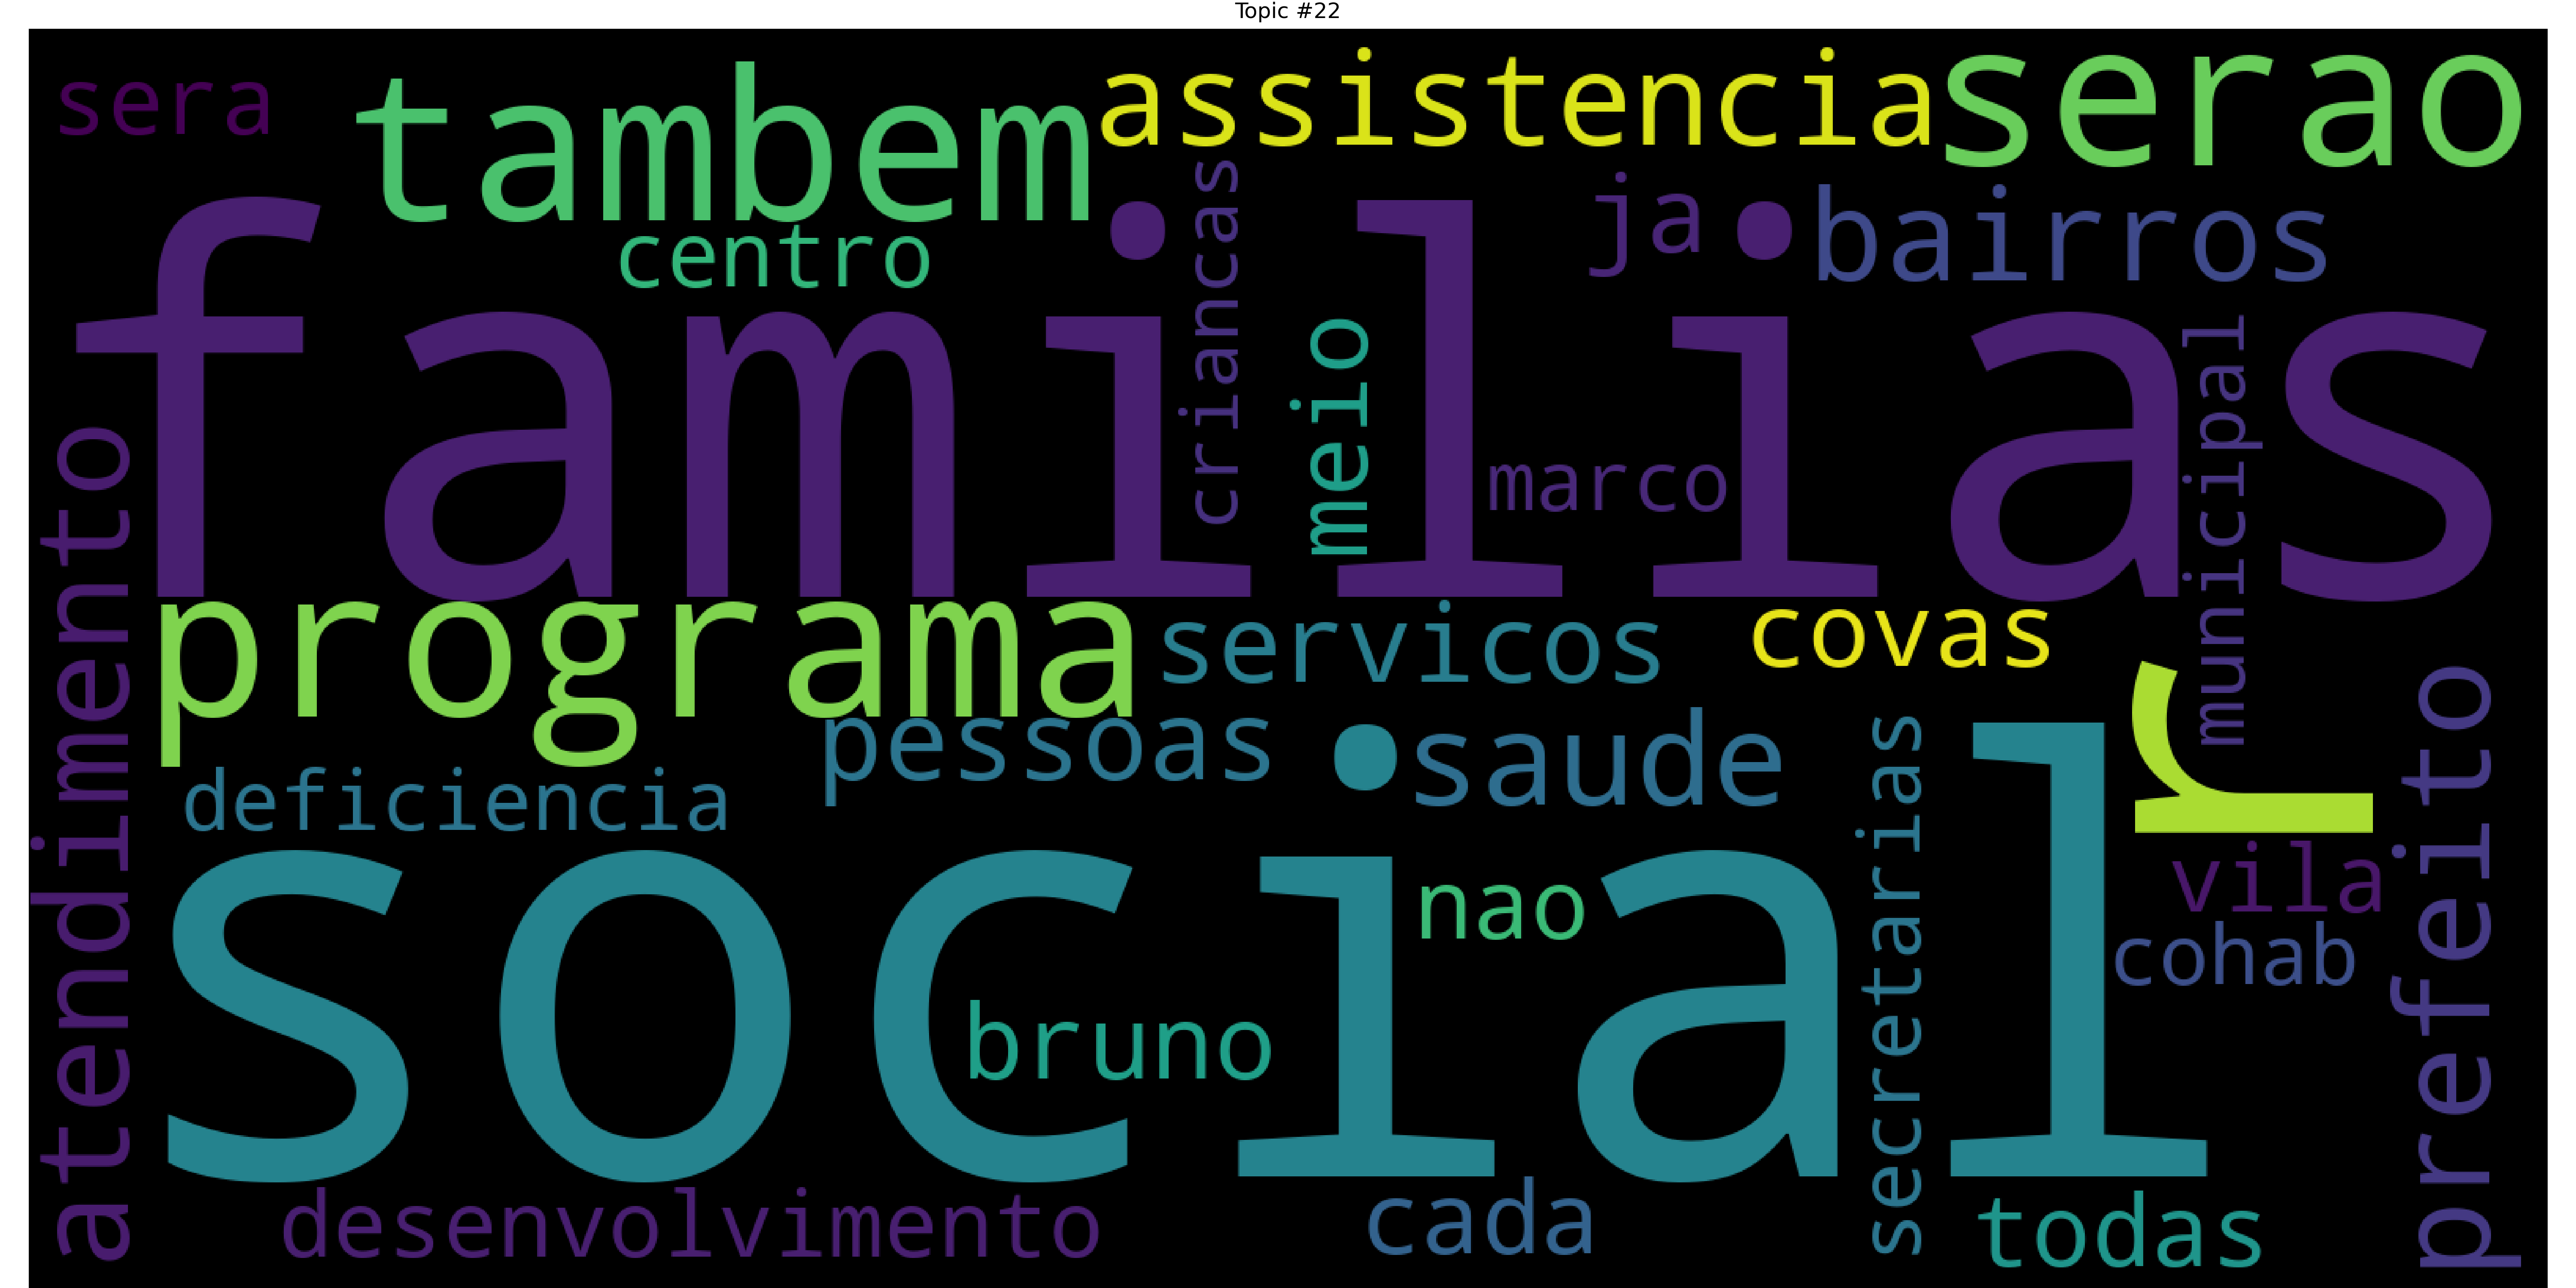 Topic #22
sera
tambem
assistencia
serao
centro
criancas
ja
bairros
familias
meio
marco
municipal
atendimento
programa
servicos
covas
r
pessoas
saude
deficiencia
social
secretarias
prefeito
nao
vila
cohab
bruno
desenvolvimento
cada
todas